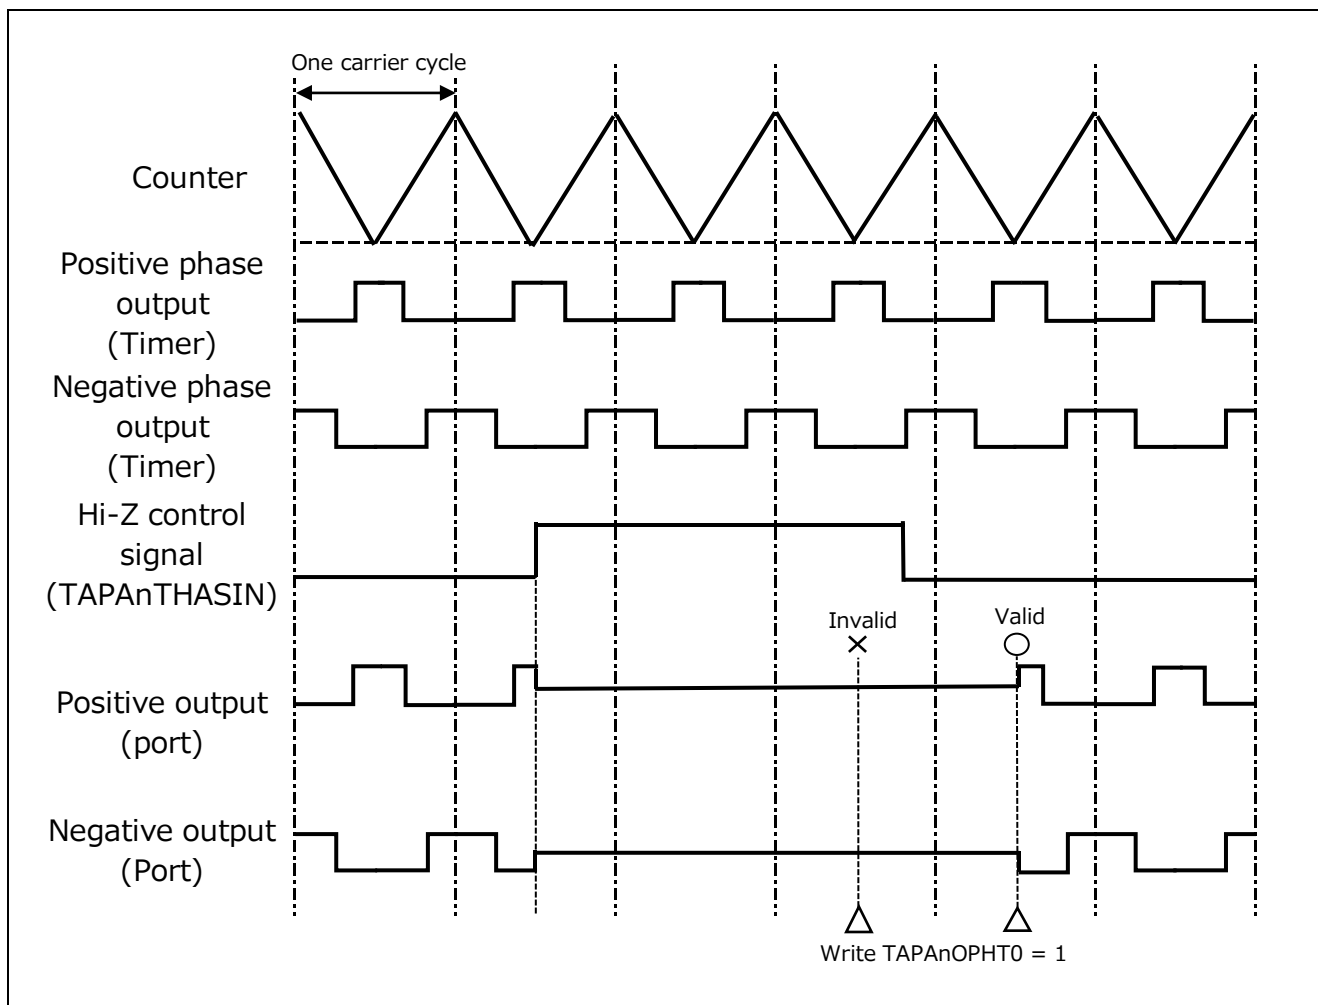 One carrier cycle
Counter
Positive phase
output
(Timer)
Negative phase
output
(Timer)
Hi-Z control
signal
(TAPAnTHASIN)
Invalid
Valid
Positive output
(port)
Negative output
(Port)
Write TAPAnOPHT0 = 1